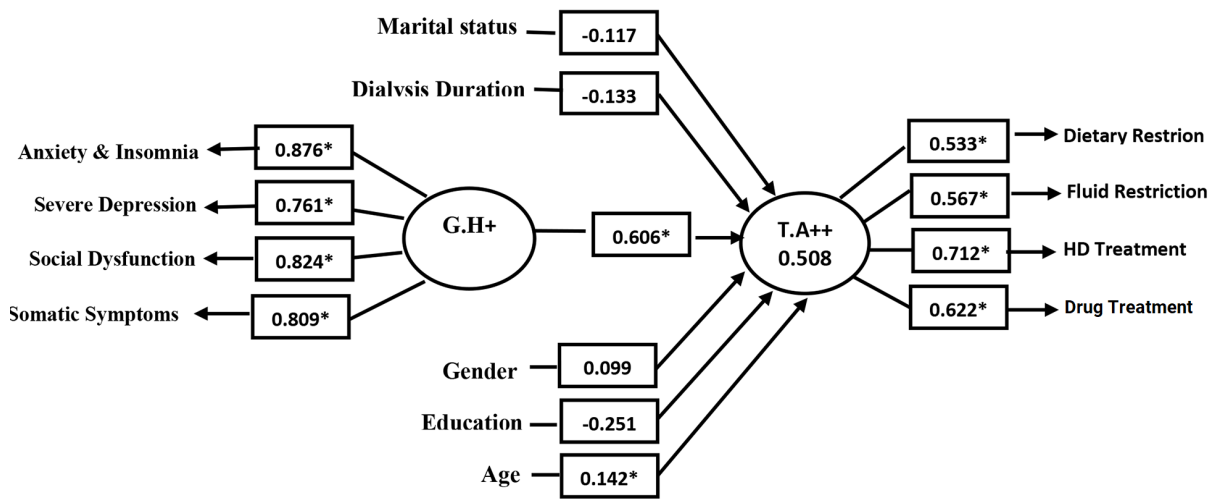 Marital status
-0.117
Dialvsis Duration
-0.133
Anxiety & Insomnia
0.876*
Severe Depression
0.761*
Social Dysfunction
0.824*
Somatic Symptoms
0.809*
G.H+
0.606*
T.A++
0.508
0.533*
Dietary Restrion
0.567*
Fluid Restriction
0.712*
HD Treatment
0.622*
Drug Treatment
Gender
0.099
Education
-0.251
Age
0.142*